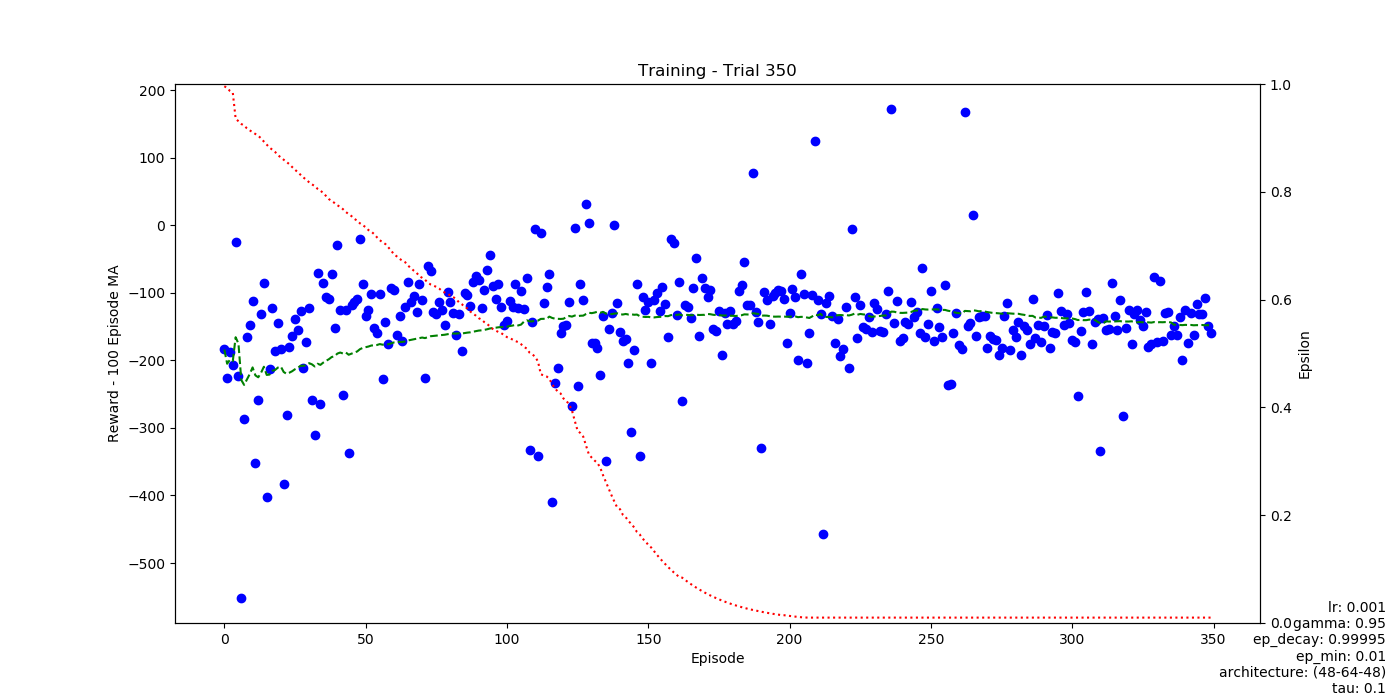 Training - Trial 350
200
100
0
−100
−200
−300
−400
−500
Reward - 100 Episode MA
1.0
0.8
0.6
0.4
0.2
0.0
Epsilon
0 50 100 150 200 250 300 350
Episode
lr: 0.001
gamma: 0.95
ep_decay: 0.99995
ep_min: 0.01
architecture: (48-64-48)
tau: 0.1